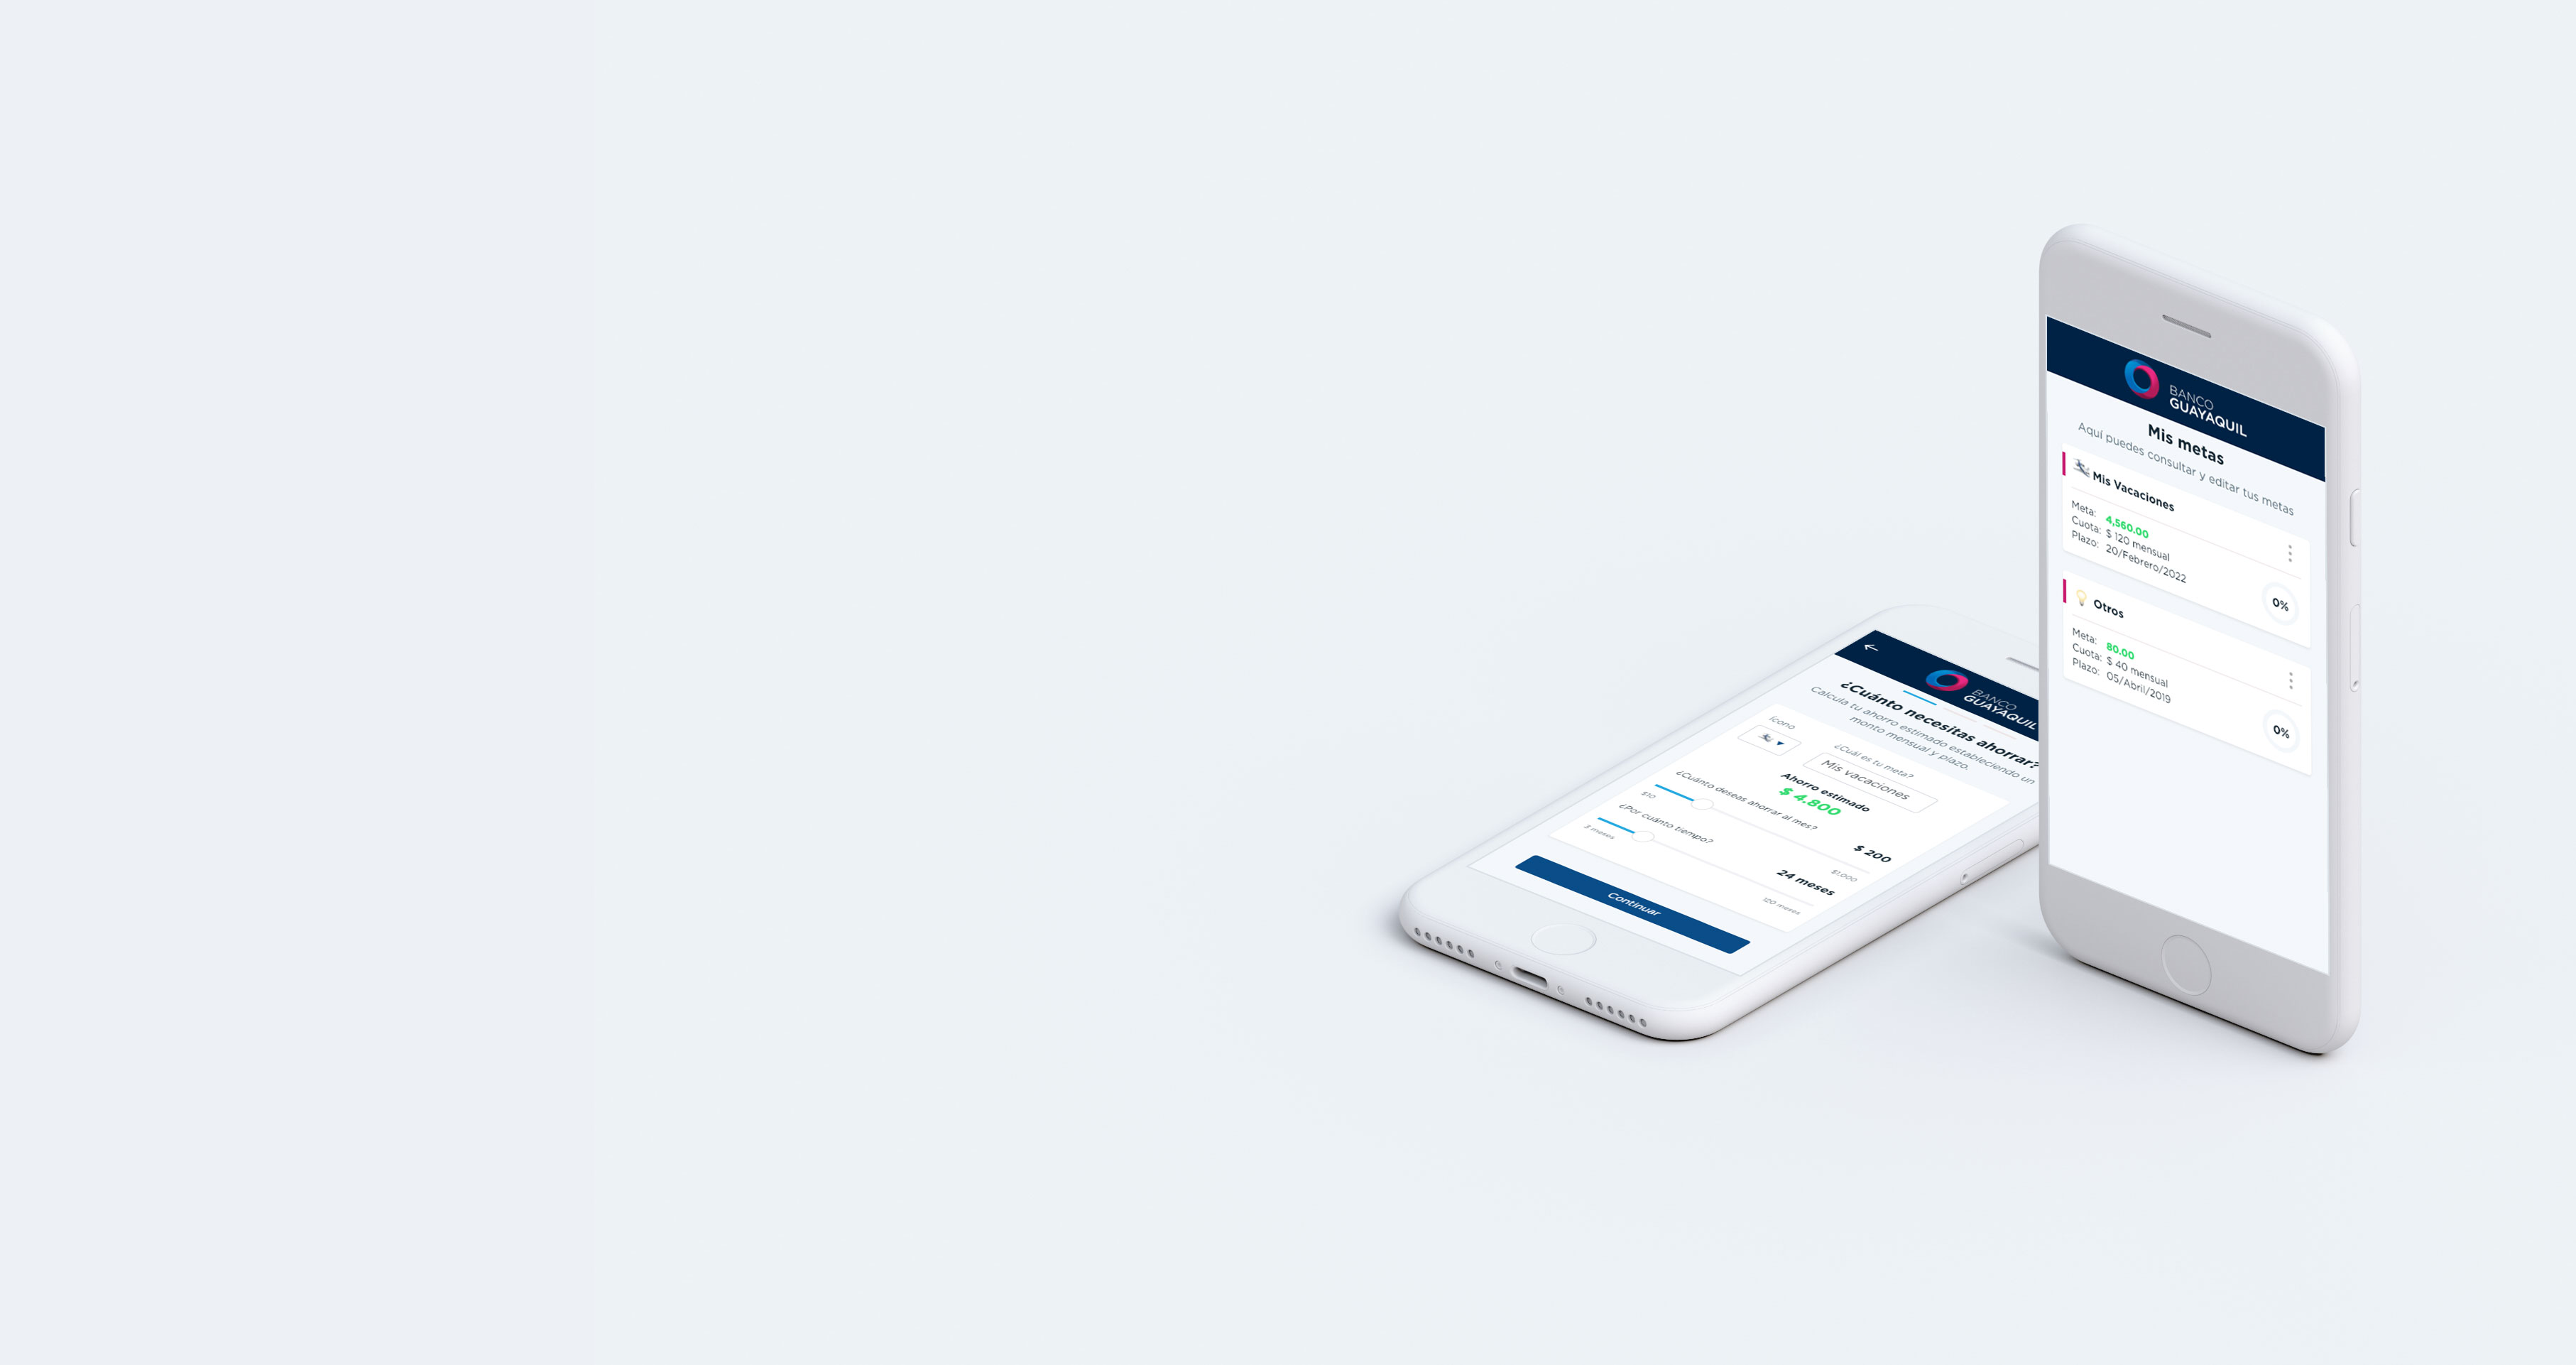 BANCO
GUAYAQUIL
¿Cuánto necesitas ahorrar?
Calcula tu ahorro estimado estableciendo un
monto mensual y plazo.
Ícono
¿Cuál es tu meta?
Mis vacaciones
Ahorro estimado
$ 4.800
¿Cuánto deseas ahorrar al mes?
$ 200
$10
$1.000
¿Por cuánto tiempo?
24 meses
3 meses
120 meses
Continuar
BANCO
GUAYAQUIL
Mis metas
Aquí puedes consultar y editar tus metas
Mis Vacaciones
Meta: 4,560.00
Cuota: $ 120 mensual
Plazo: 20/Febrero/2022
0%
Otros
Meta: 80.00
Cuota: $ 40 mensual
Plazo: 05/Abril/2019
0%